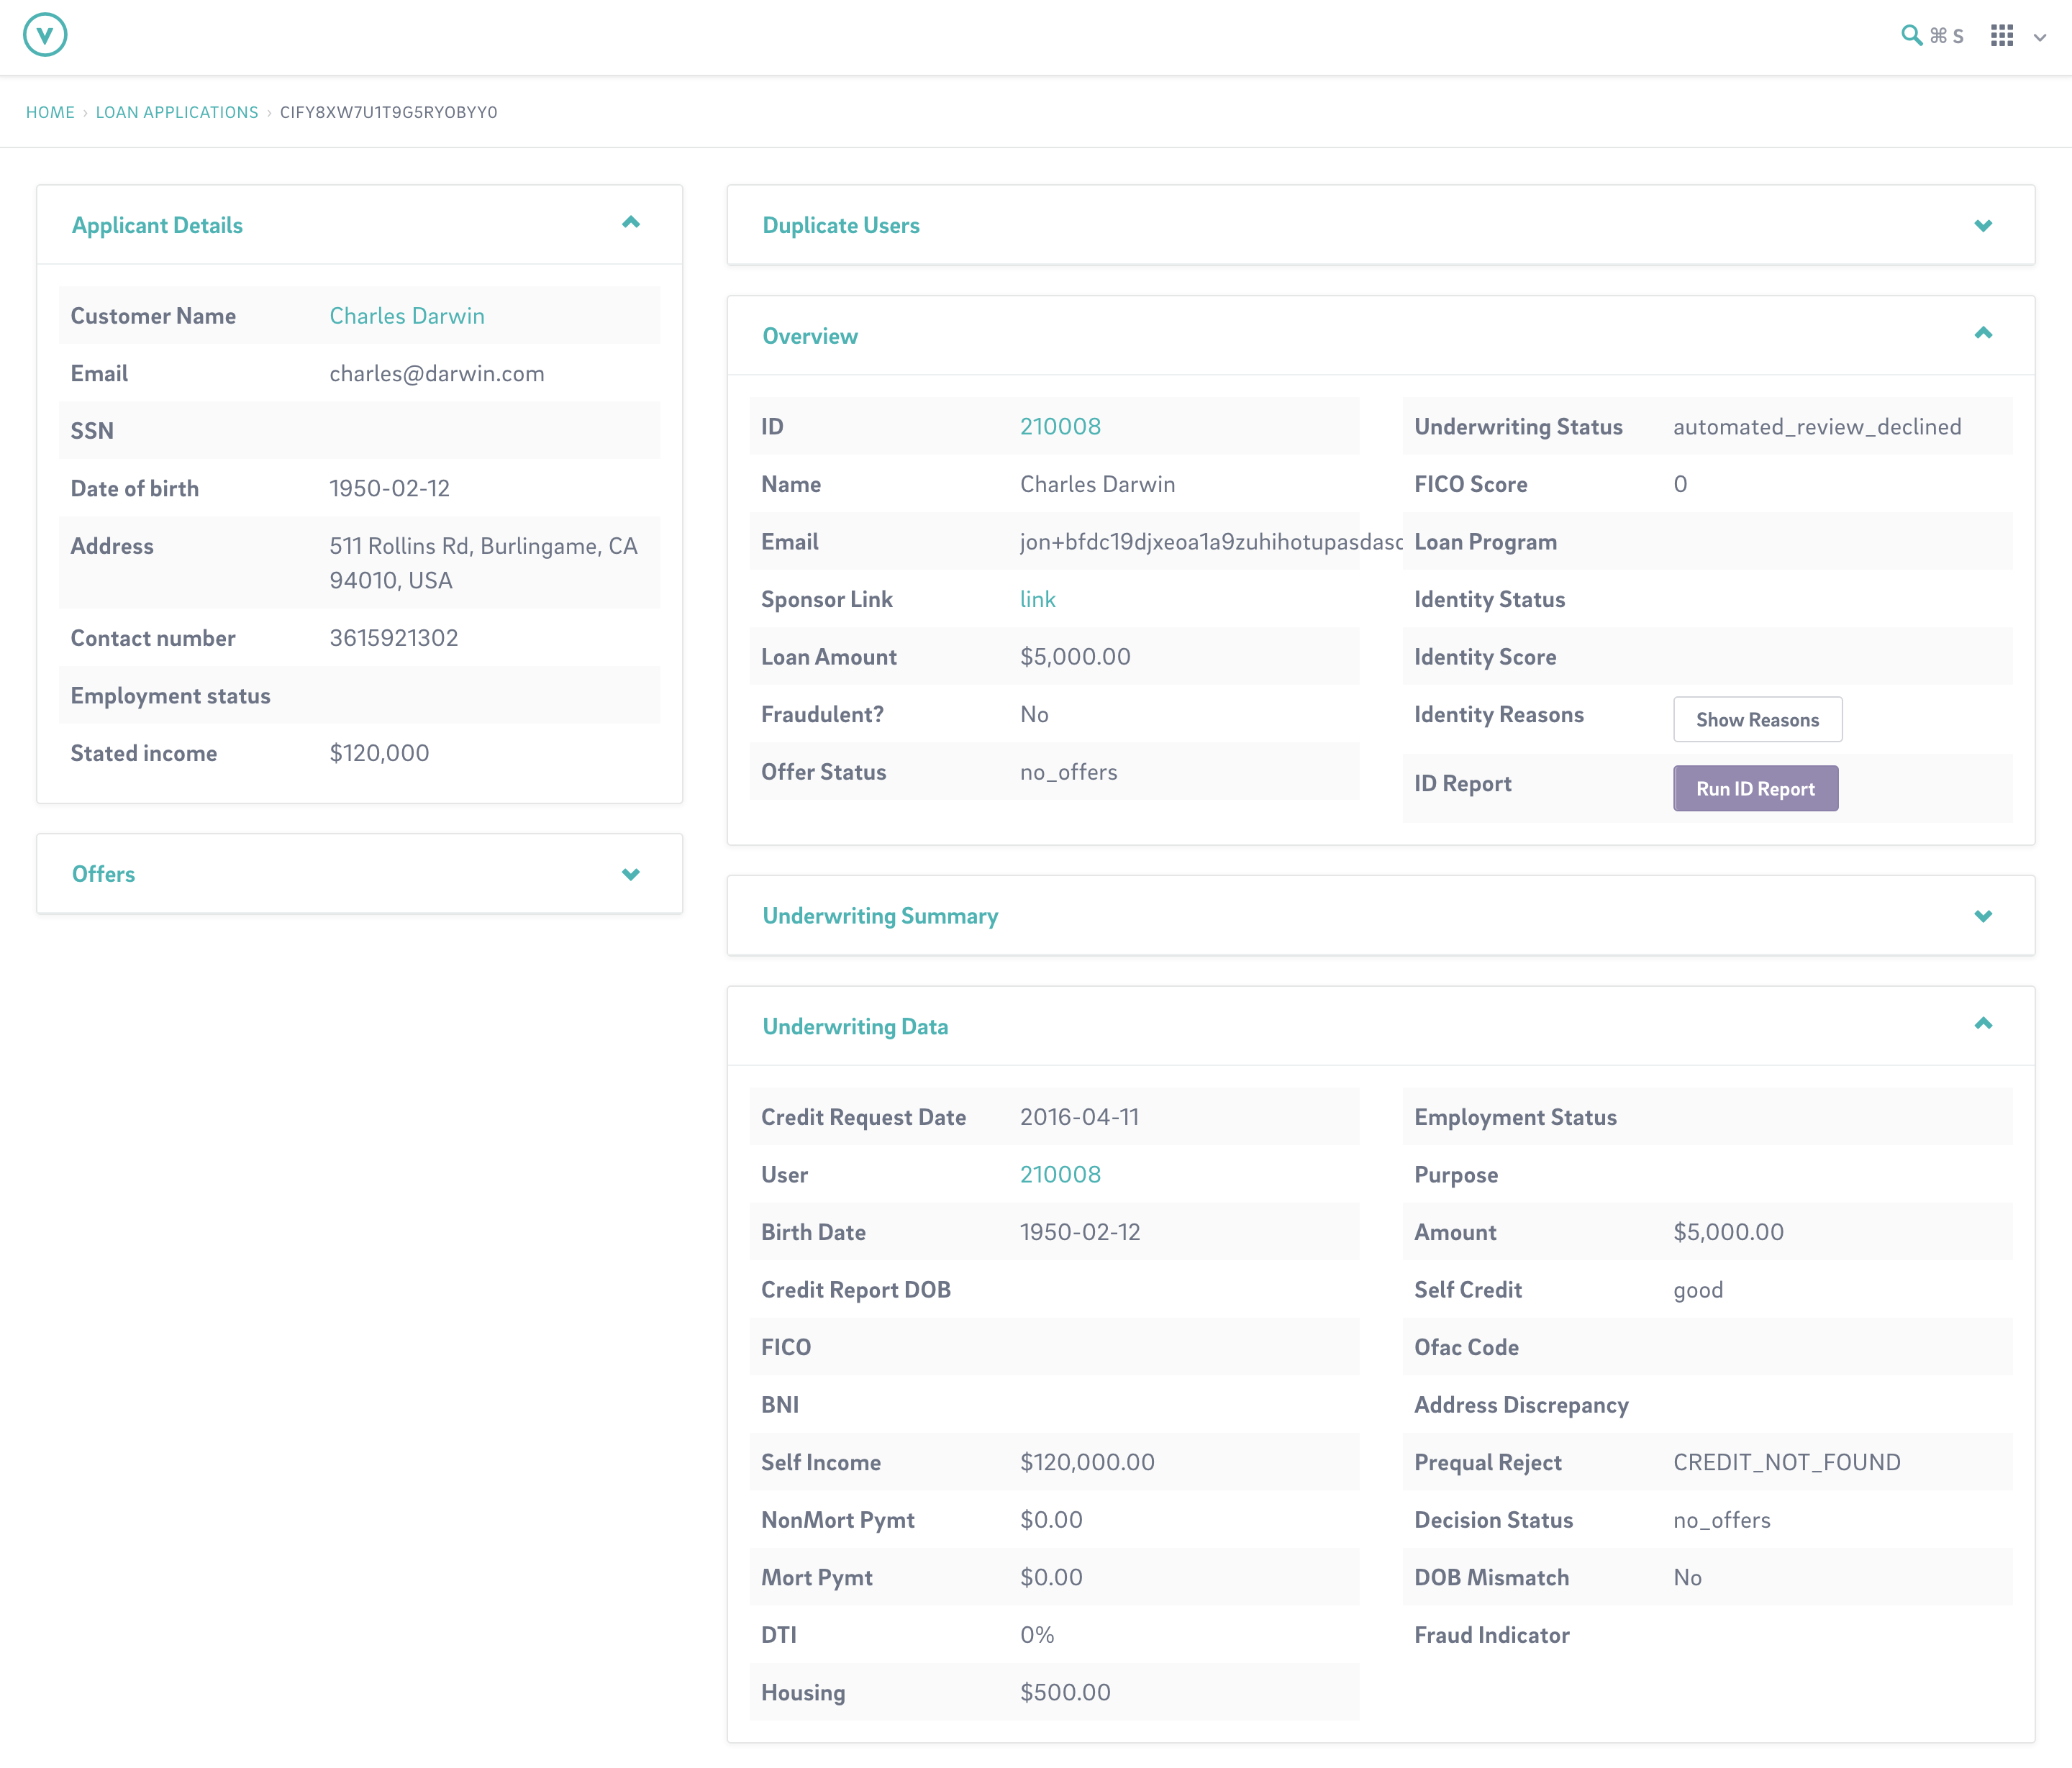 V
⌘ S
HOME › LOAN APPLICATIONS › CIFY8XW7U1T9G5RYOBYY0
Applicant Details
Customer Name Charles Darwin
Email charles@darwin.com
SSN
Date of birth 1950-02-12
Address 511 Rollins Rd, Burlingame, CA
94010, USA
Contact number 3615921302
Employment status
Stated income $120,000
Offers
Duplicate Users
Overview
ID 210008
Name Charles Darwin
Email jon+bfdc19djxeoa1a9zuhihotupasdasc
Sponsor Link link
Loan Amount $5,000.00
Fraudulent? No
Offer Status no_offers
Underwriting Status automated_review_declined
FICO Score 0
Loan Program
Identity Status
Identity Score
Identity Reasons Show Reasons
ID Report Run ID Report
Underwriting Summary
Underwriting Data
Credit Request Date 2016-04-11
User 210008
Birth Date 1950-02-12
Credit Report DOB
FICO
BNI
Self Income $120,000.00
NonMort Pymt $0.00
Mort Pymt $0.00
DTI 0%
Housing $500.00
Employment Status
Purpose
Amount $5,000.00
Self Credit good
Ofac Code
Address Discrepancy
Prequal Reject CREDIT_NOT_FOUND
Decision Status no_offers
DOB Mismatch No
Fraud Indicator